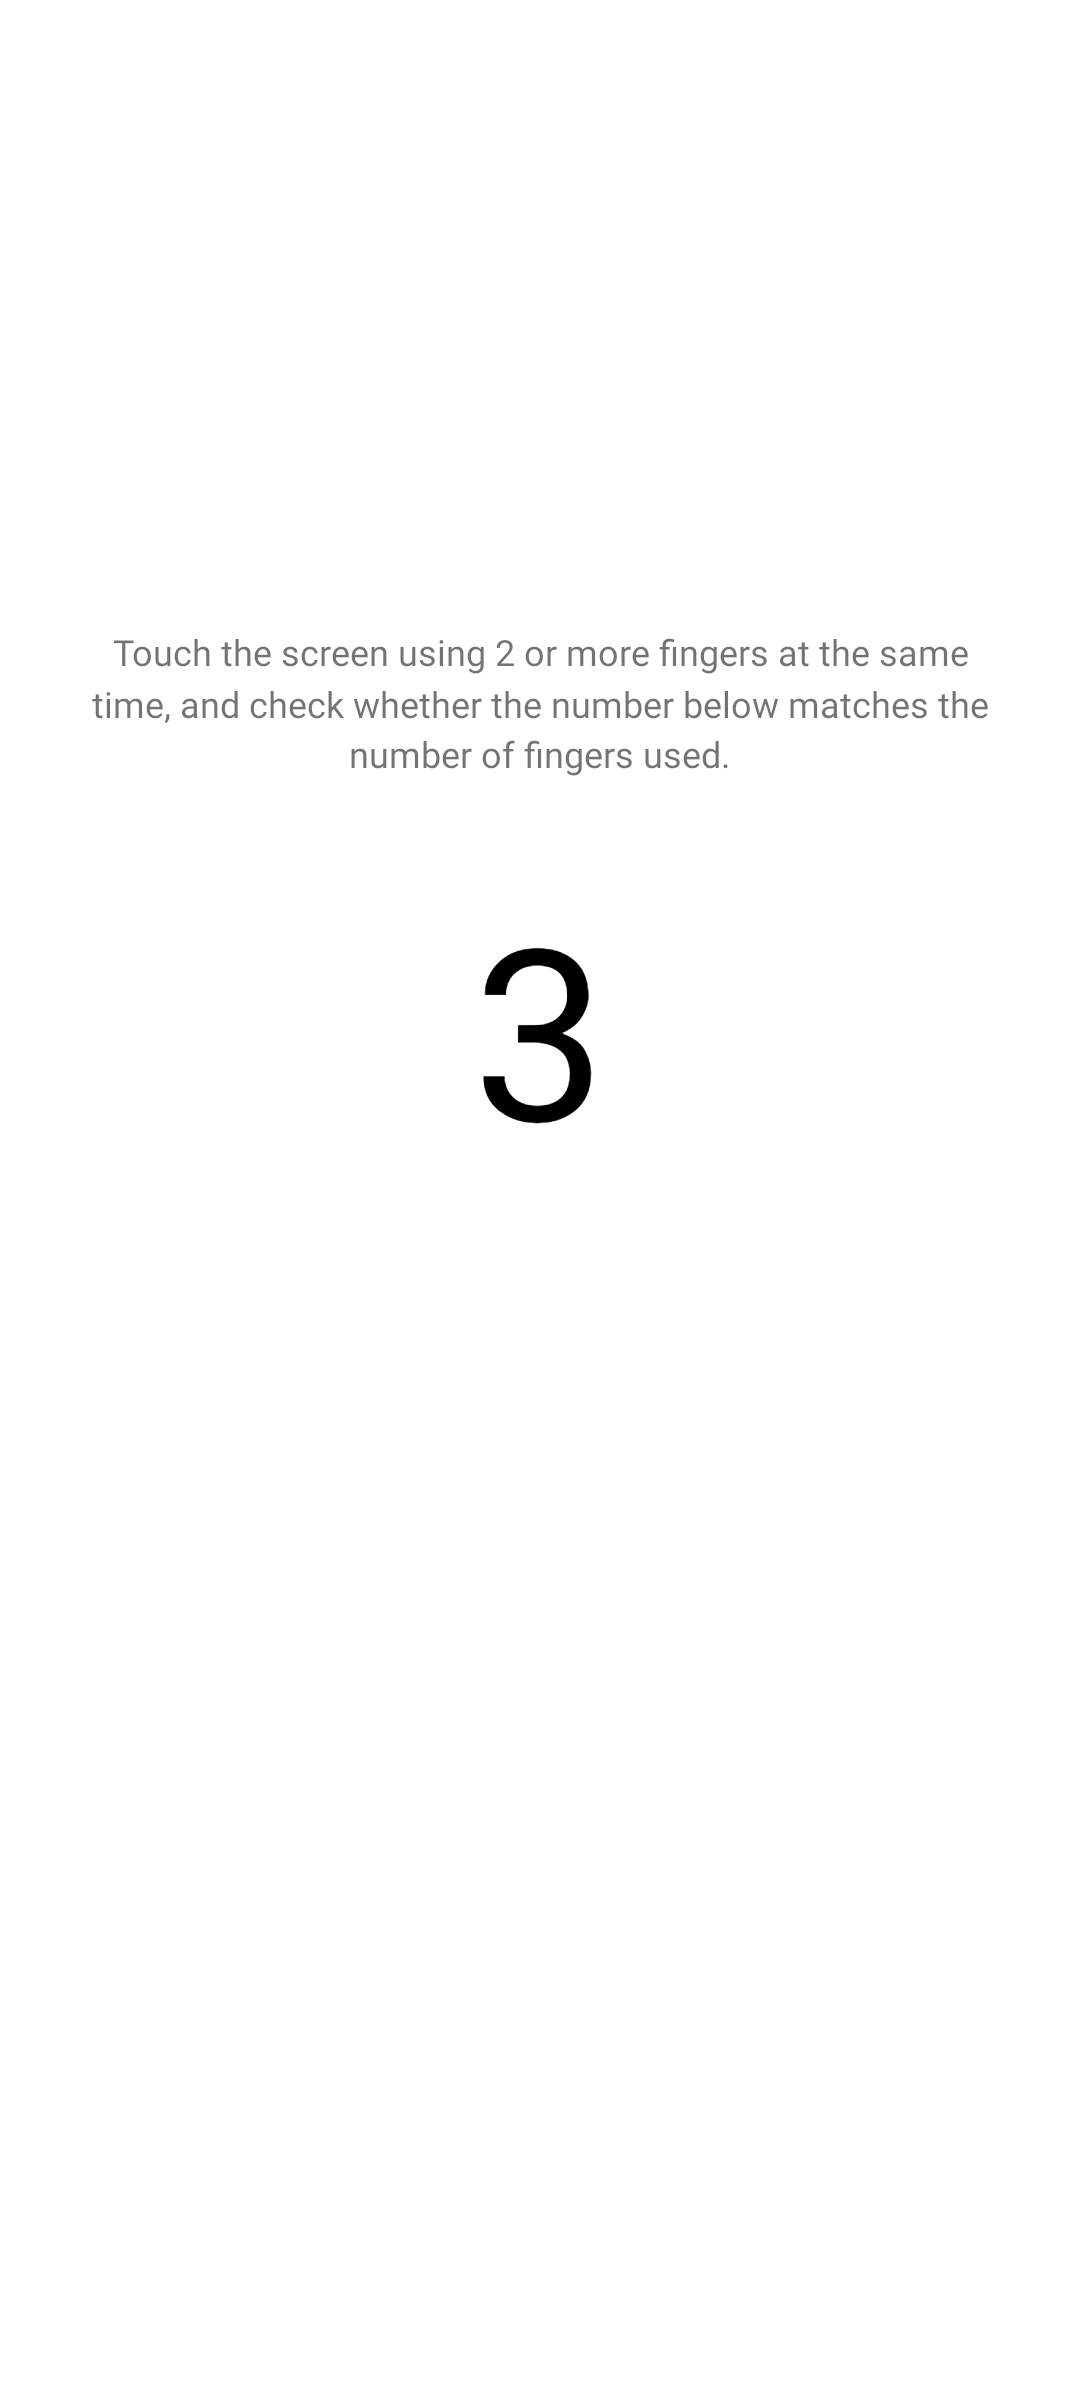 Touch the screen using 2 or more fingers at the same
time, and check whether the number below matches the
number of fingers used.
3